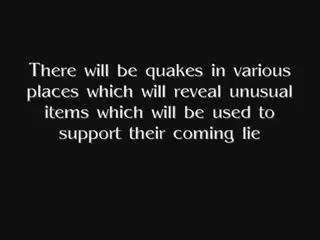 There will be quakes in various
places which will reveal unusual
items which will be used to
support their coming lie